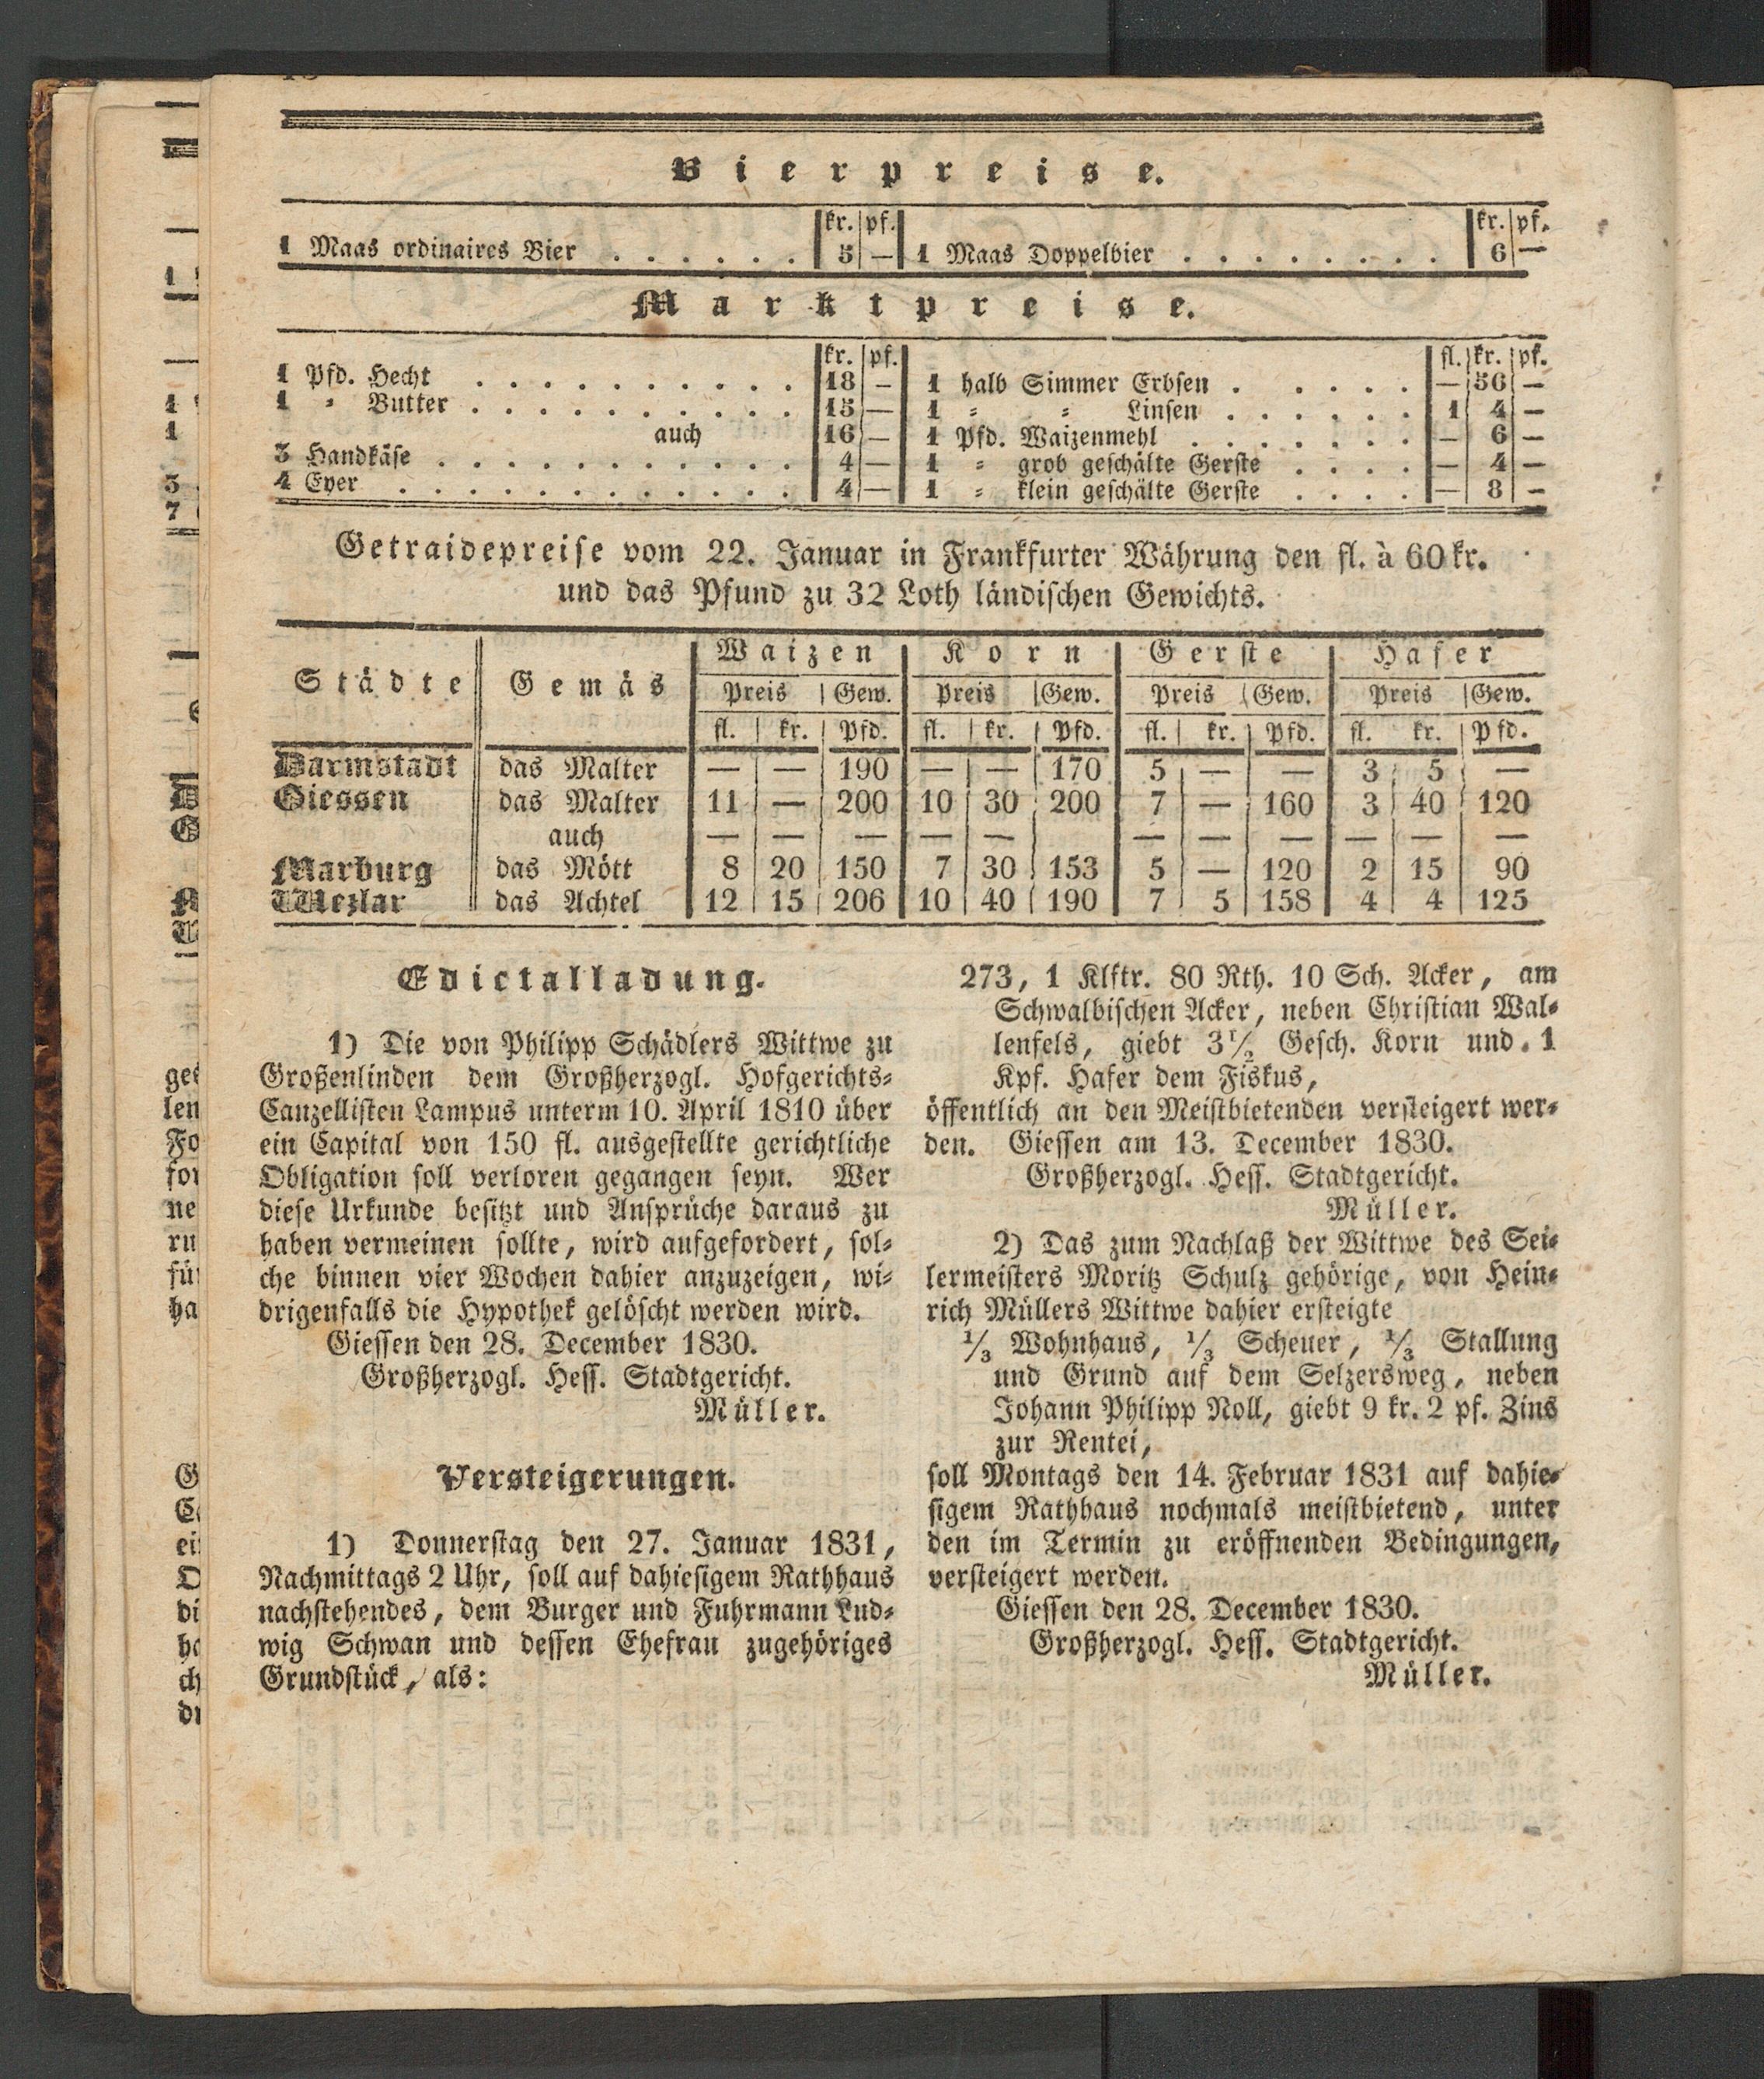 Bierpreise.
kr. pf. kr. pf.
1 Maas ordinaires Bier . . . . . . 5 — 1 Maas Doppelbier . . . . . . . . 6 —
Marktpreise.
kr. pf. fl. kr. pf.
1 Pfd. Hecht . . . . . . . . . . 18 — 1 halb Simmer Erbsen . . . . . — 56 —
1 „ Butter . . . . . . . . . . 15 — 1 „ „ Linsen . . . . . . 1 4 —
auch 16 — 1 Pfd. Waizenmehl . . . . . . . — 6 —
3 Handkäse . . . . . . . . . . . 4 — 1 „ grob geschälte Gerste . . . . — 4 —
4 Eyer . . . . . . . . . . . . 4 — 1 „ klein geschälte Gerste . . . . — 8 —
Getraidepreise vom 22. Januar in Frankfurter Währung den fl. à 60 kr.
und das Pfund zu 32 Loth ländischen Gewichts.
Städte Gemäs Waizen Korn Gerste Hafer
Preis Gew. Preis Gew. Preis Gew. Preis Gew.
fl. kr. Pfd. fl. kr. Pfd. fl. kr. Pfd. fl. kr. Pfd.
Darmstadt das Malter — — 190 — — 170 5 — — 3 5 —
Giessen das Malter 11 — 200 10 30 200 7 — 160 3 40 120
auch — — — — — — — — — — —
Marburg das Mött 8 20 150 7 30 153 5 — 120 2 15 90
Wezlar das Achtel 12 15 206 10 40 190 7 5 158 4 4 125
Edictalladung.
1) Die von Philipp Schädlers Wittwe zu
Großenlinden dem Großherzogl. Hofgerichts-
Canzellisten Lampus unterm 10. April 1810 über
ein Capital von 150 fl. ausgestellte gerichtliche
Obligation soll verloren gegangen seyn. Wer
diese Urkunde besitzt und Ansprüche daraus zu
haben vermeinen sollte, wird aufgefordert, sol-
che binnen vier Wochen dahier anzuzeigen, wi-
drigenfalls die Hypothek gelöscht werden wird.
Giessen den 28. December 1830.
Großherzogl. Hess. Stadtgericht.
Müller.
Versteigerungen.
1) Donnerstag den 27. Januar 1831,
Nachmittags 2 Uhr, soll auf dahiesigem Rathhaus
nachstehendes, dem Burger und Fuhrmann Lud-
wig Schwan und dessen Ehefrau zugehöriges
Grundstück, als:
273, 1 Klftr. 80 Rth. 10 Sch. Acker, am
Schwalbischen Acker, neben Christian Wal-
lenfels, giebt 3 1/2 Gesch. Korn und 1
Kpf. Hafer dem Fiskus,
öffentlich an den Meistbietenden versteigert wer-
den. Giessen am 13. December 1830.
Großherzogl. Hess. Stadtgericht.
Müller.
2) Das zum Nachlaß der Wittwe des Sei-
lermeisters Moritz Schulz gehörige, von Hein-
rich Müllers Wittwe dahier ersteigte
1/3 Wohnhaus, 1/3 Scheuer, 1/3 Stallung
und Grund auf dem Selzersweg, neben
Johann Philipp Noll, giebt 9 kr. 2 pf. Zins
zur Rentei,
soll Montags den 14. Februar 1831 auf dahie-
sigem Rathhaus nochmals meistbietend, unter
den im Termin zu eröffnenden Bedingungen,
versteigert werden.
Giessen den 28. December 1830.
Großherzogl. Hess. Stadtgericht.
Müller.